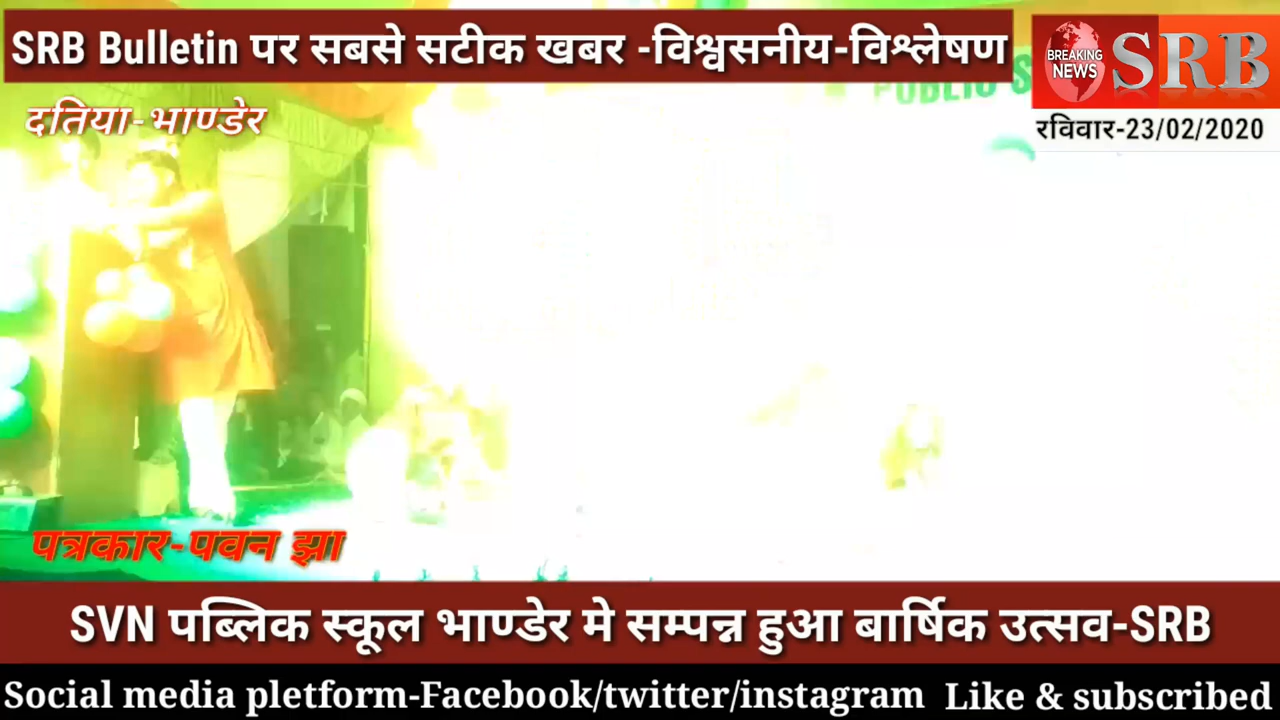 SRB Bulletin पर सबसे सटीक खबर -विश्वसनीय-विश्लेषण
BREAKING
NEWS
SRB
PUBLIC S
रविवार-23/02/2020
दतिया-भाण्डेर
पत्रकार-पवन झा
SVN पब्लिक स्कूल भाण्डेर मे सम्पन्न हुआ बार्षिक उत्सव-SRB
Social media pletform-Facebook/twitter/instagram Like & subscribed